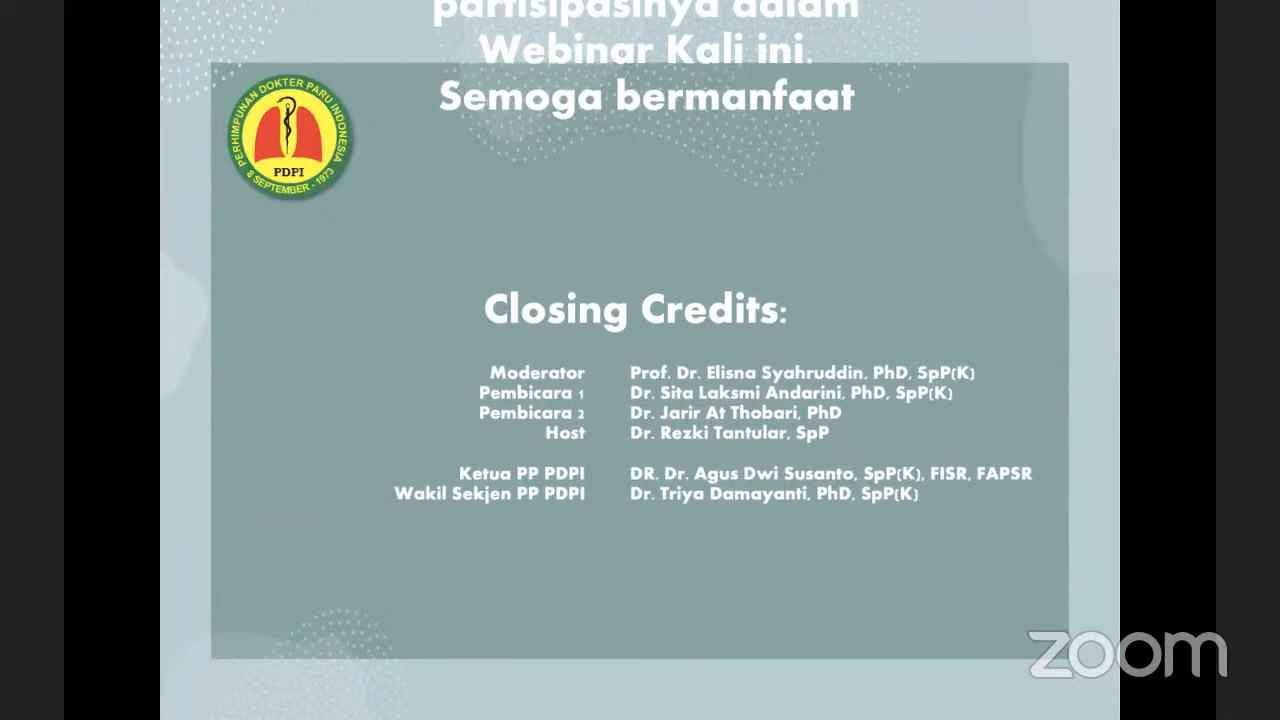 partisipasinya dalam
Webinar Kali ini.
Semoga bermanfaat
PERHIMPUNAN DOKTER PARU INDONESIA
PDPI
8 SEPTEMBER - 1973
Closing Credits:
Moderator Prof. Dr. Elisna Syahruddin, PhD, SpP(K)
Pembicara 1 Dr. Sita Laksmi Andarini, PhD, SpP(K)
Pembicara 2 Dr. Jarir At Thobari, PhD
Host Dr. Rezki Tantular, SpP
Ketua PP PDPI DR. Dr. Agus Dwi Susanto, SpP(K), FISR, FAPSR
Wakil Sekjen PP PDPI Dr. Triya Damayanti, PhD, SpP(K)
zoom